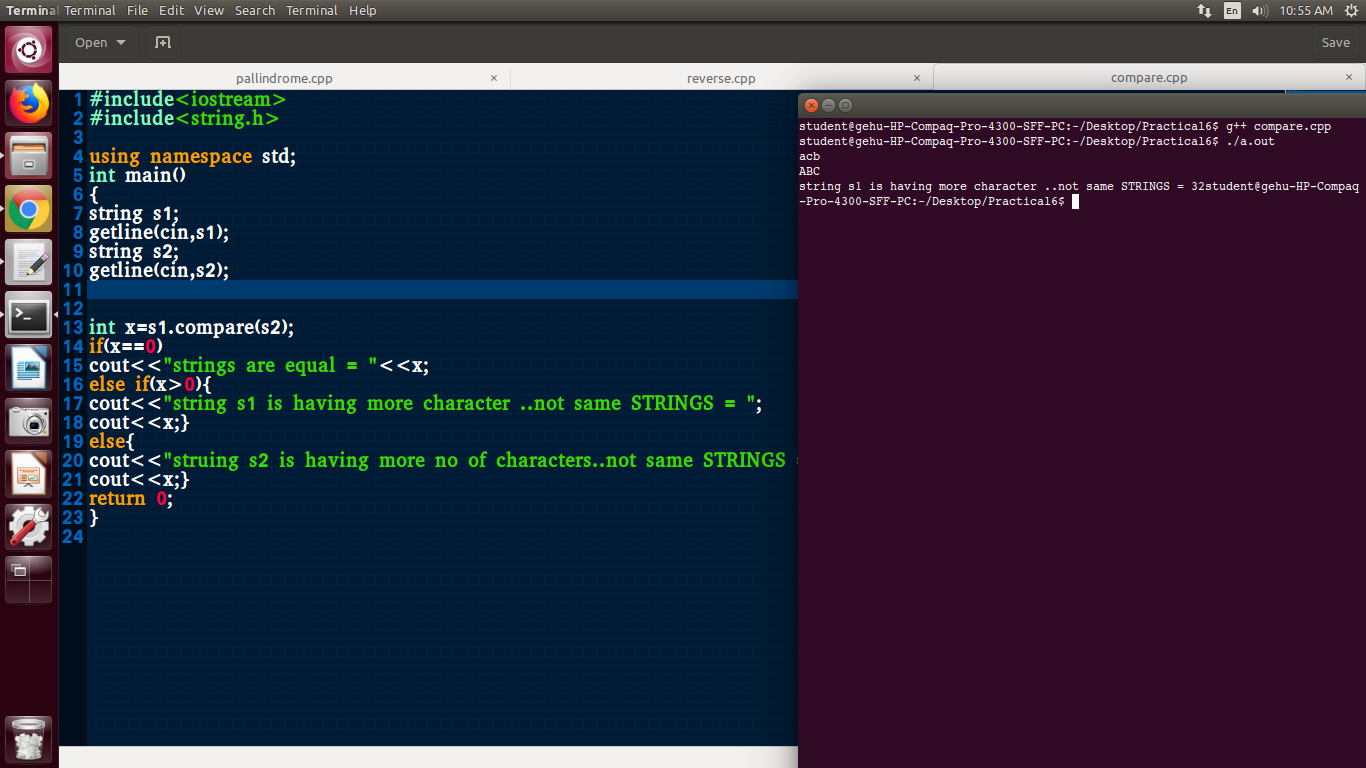 Terminal Terminal File Edit View Search Terminal Help En 10:55 AM
Open Save
pallindrome.cpp × reverse.cpp × compare.cpp ×
1 #include<iostream>
2 #include<string.h>
3
4 using namespace std;
5 int main()
6 {
7 string s1;
8 getline(cin,s1);
9 string s2;
10 getline(cin,s2);
11
12
13 int x=s1.compare(s2);
14 if(x==0)
15 cout<<"strings are equal = "<<x;
16 else if(x>0){
17 cout<<"string s1 is having more character ..not same STRINGS = ";
18 cout<<x;}
19 else{
20 cout<<"struing s2 is having more no of characters..not same STRINGS
21 cout<<x;}
22 return 0;
23 }
24
student@gehu-HP-Compaq-Pro-4300-SFF-PC:~/Desktop/Practical6$ g++ compare.cpp
student@gehu-HP-Compaq-Pro-4300-SFF-PC:~/Desktop/Practical6$ ./a.out
acb
ABC
string s1 is having more character ..not same STRINGS = 32student@gehu-HP-Compaq
-Pro-4300-SFF-PC:~/Desktop/Practical6$